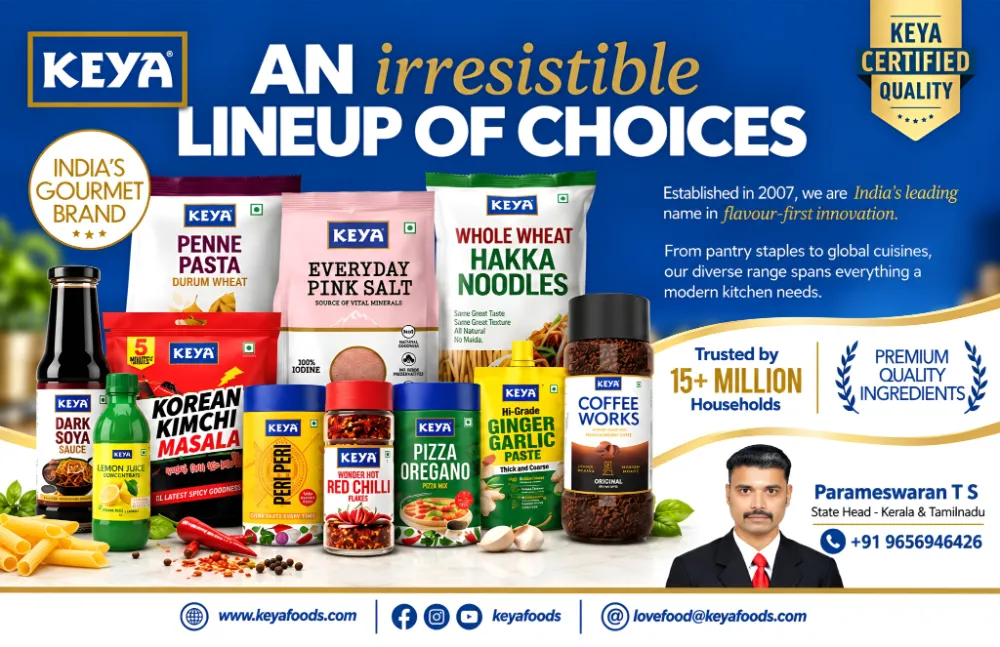 KEYA®
AN irresistible
LINEUP OF CHOICES
KEYA
CERTIFIED
QUALITY
INDIA'S
GOURMET
BRAND
Established in 2007, we are India's leading
name in flavour-first innovation.
From pantry staples to global cuisines,
our diverse range spans everything a
modern kitchen needs.
Trusted by
15+ MILLION
Households
PREMIUM
QUALITY
INGREDIENTS
KEYA
PENNE
PASTA
DURUM WHEAT
KEYA
EVERYDAY
PINK SALT
SOURCE OF VITAL MINERALS
100%
IODINE
KEYA
WHOLE WHEAT
HAKKA
NOODLES
Same Great Taste
Same Great Texture
All Natural
No Maida.
KEYA
DARK
SOYA
SAUCE
KEYA
LEMON JUICE
CONCENTRATE
5
MINUTES
KEYA
KOREAN
KIMCHI
MASALA
LATEST SPICY GOODNESS
KEYA
PERI-PERI
KEYA
WONDER HOT
RED CHILLI
FLAKES
KEYA
PIZZA
OREGANO
PIZZA MIX
KEYA
Hi-Grade
GINGER
GARLIC
PASTE
Thick and Coarse
KEYA
COFFEE
WORKS
ORIGINAL
Parameswaran T S
State Head - Kerala & Tamilnadu
+91 9656946426
www.keyafoods.com
keyafoods
lovefood@keyafoods.com